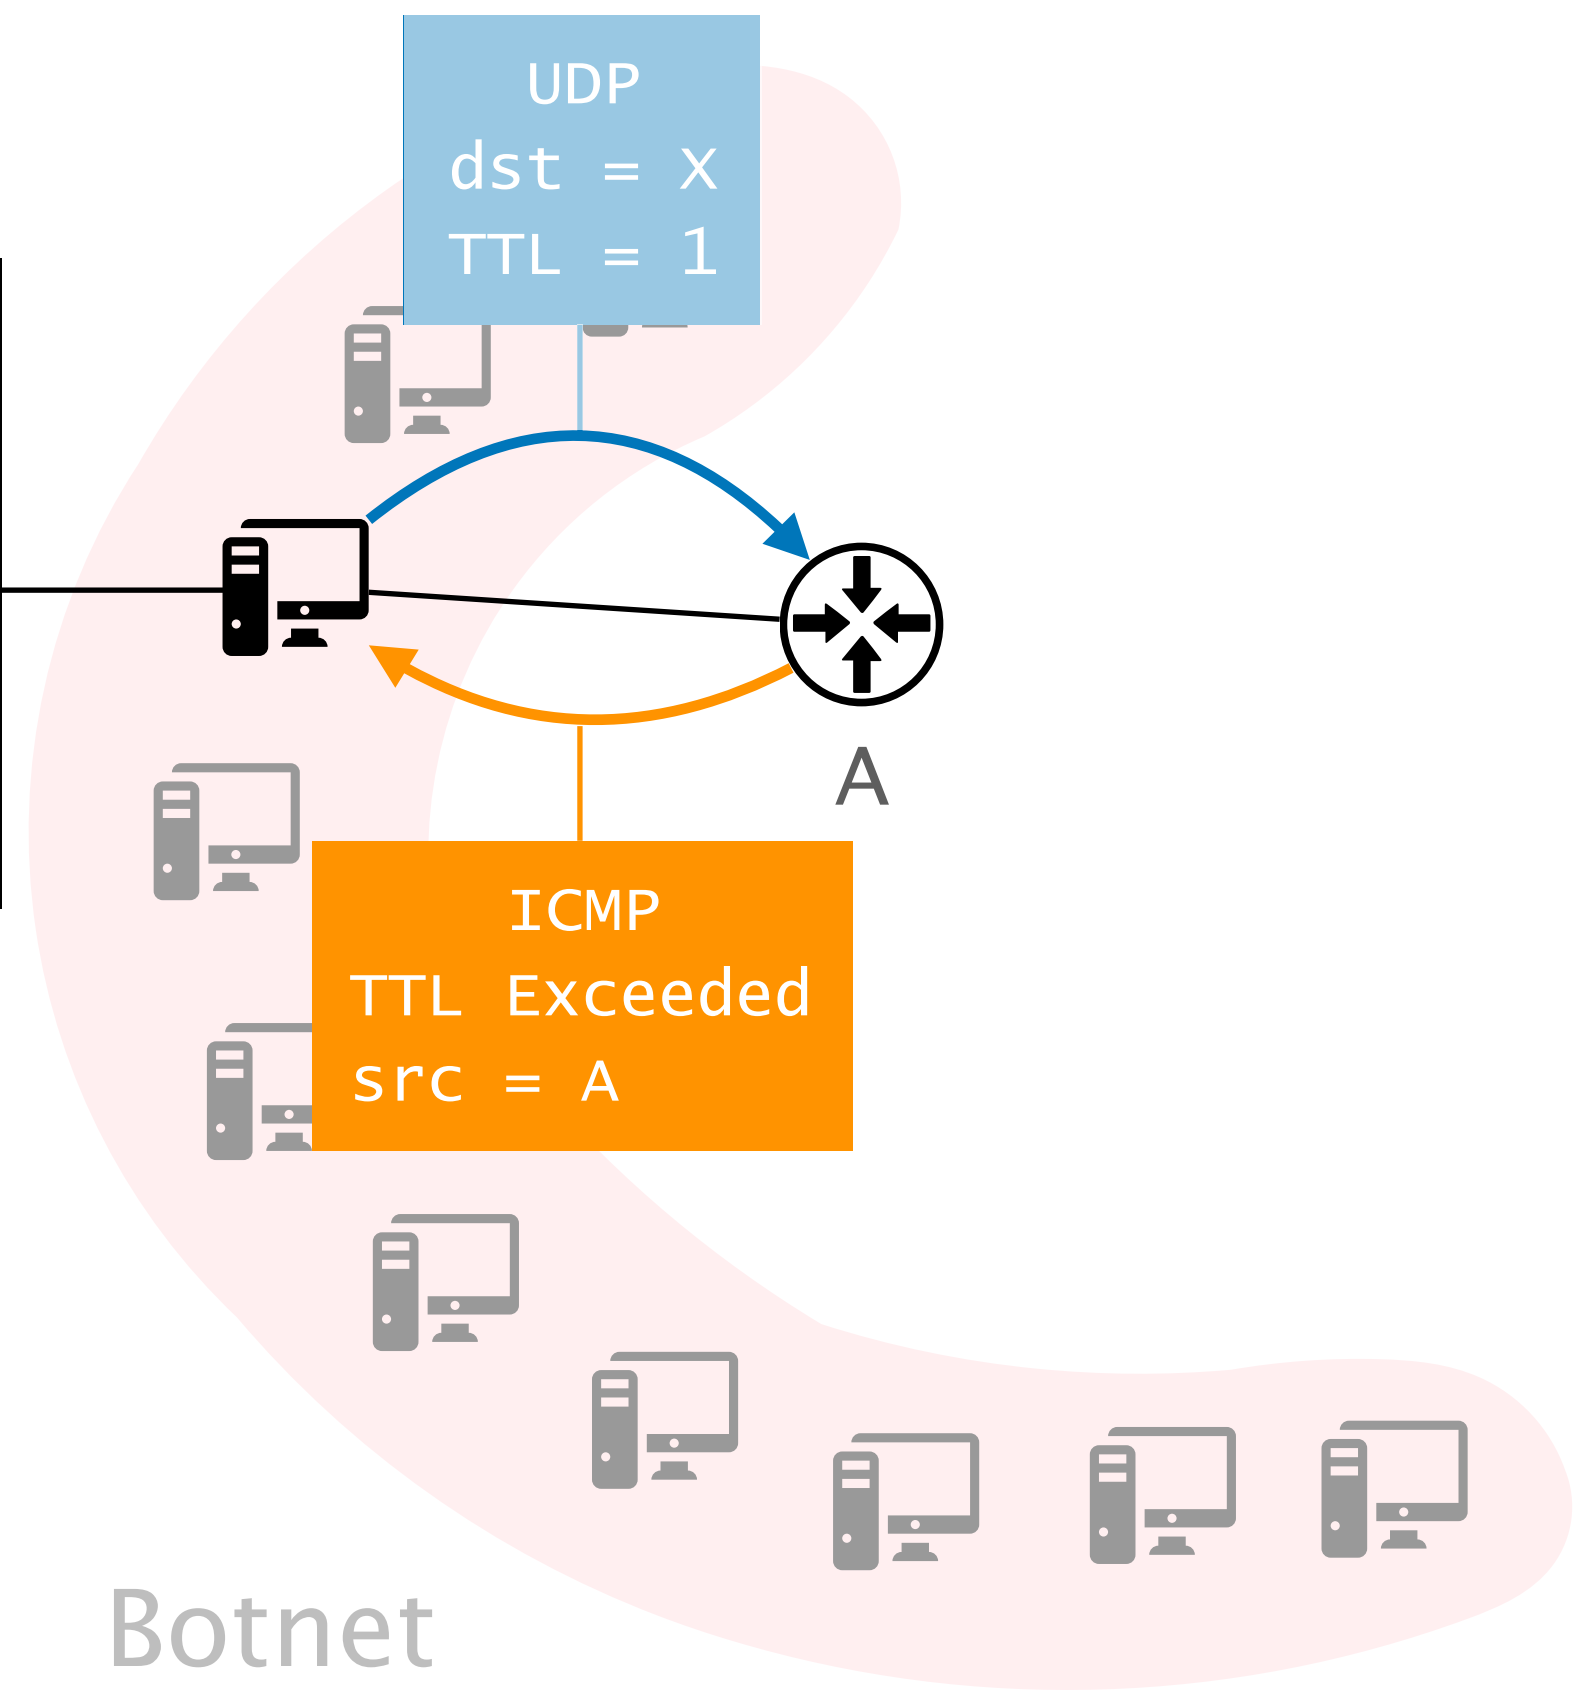 UDP
dst = X
TTL = 1
A
ICMP
TTL Exceeded
src = A
Botnet